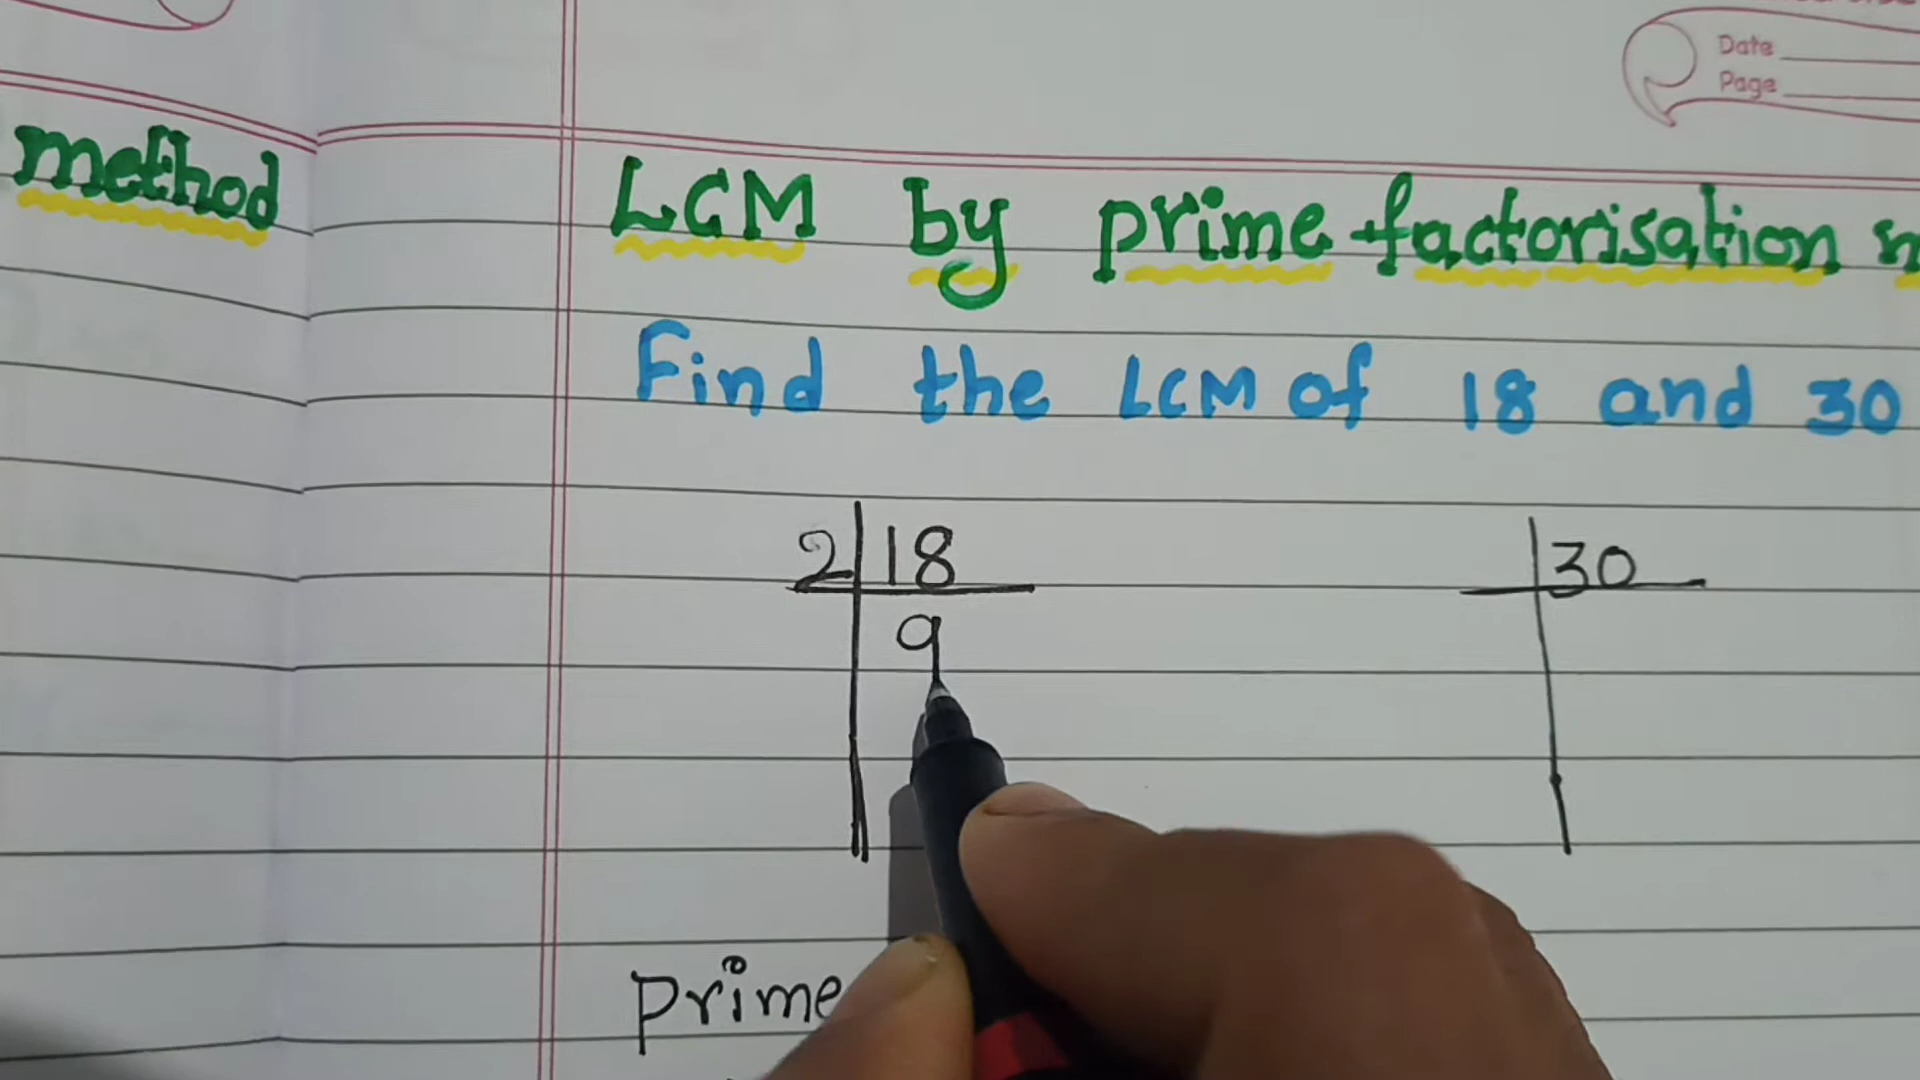 Date
Page
method
LCM by prime factorisation
Find the LCM of 18 and 30
2 18
9
30
prime